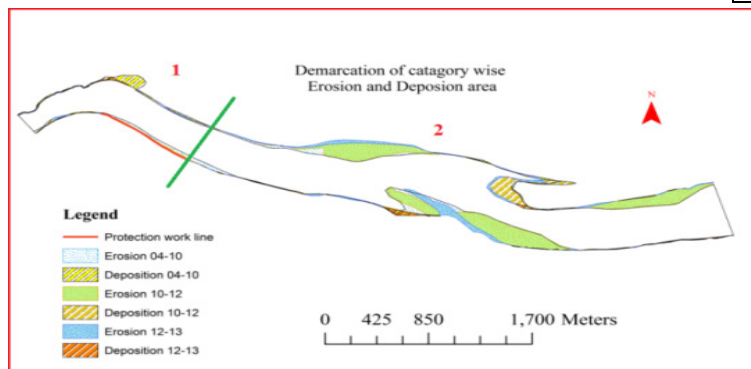 1
Demarcation of catagory wise
Erosion and Deposion area
N
2
Legend
Protection work line
Erosion 04-10
Deposition 04-10
Erosion 10-12
Deposition 10-12
Erosion 12-13
Deposition 12-13
0 425 850 1,700 Meters